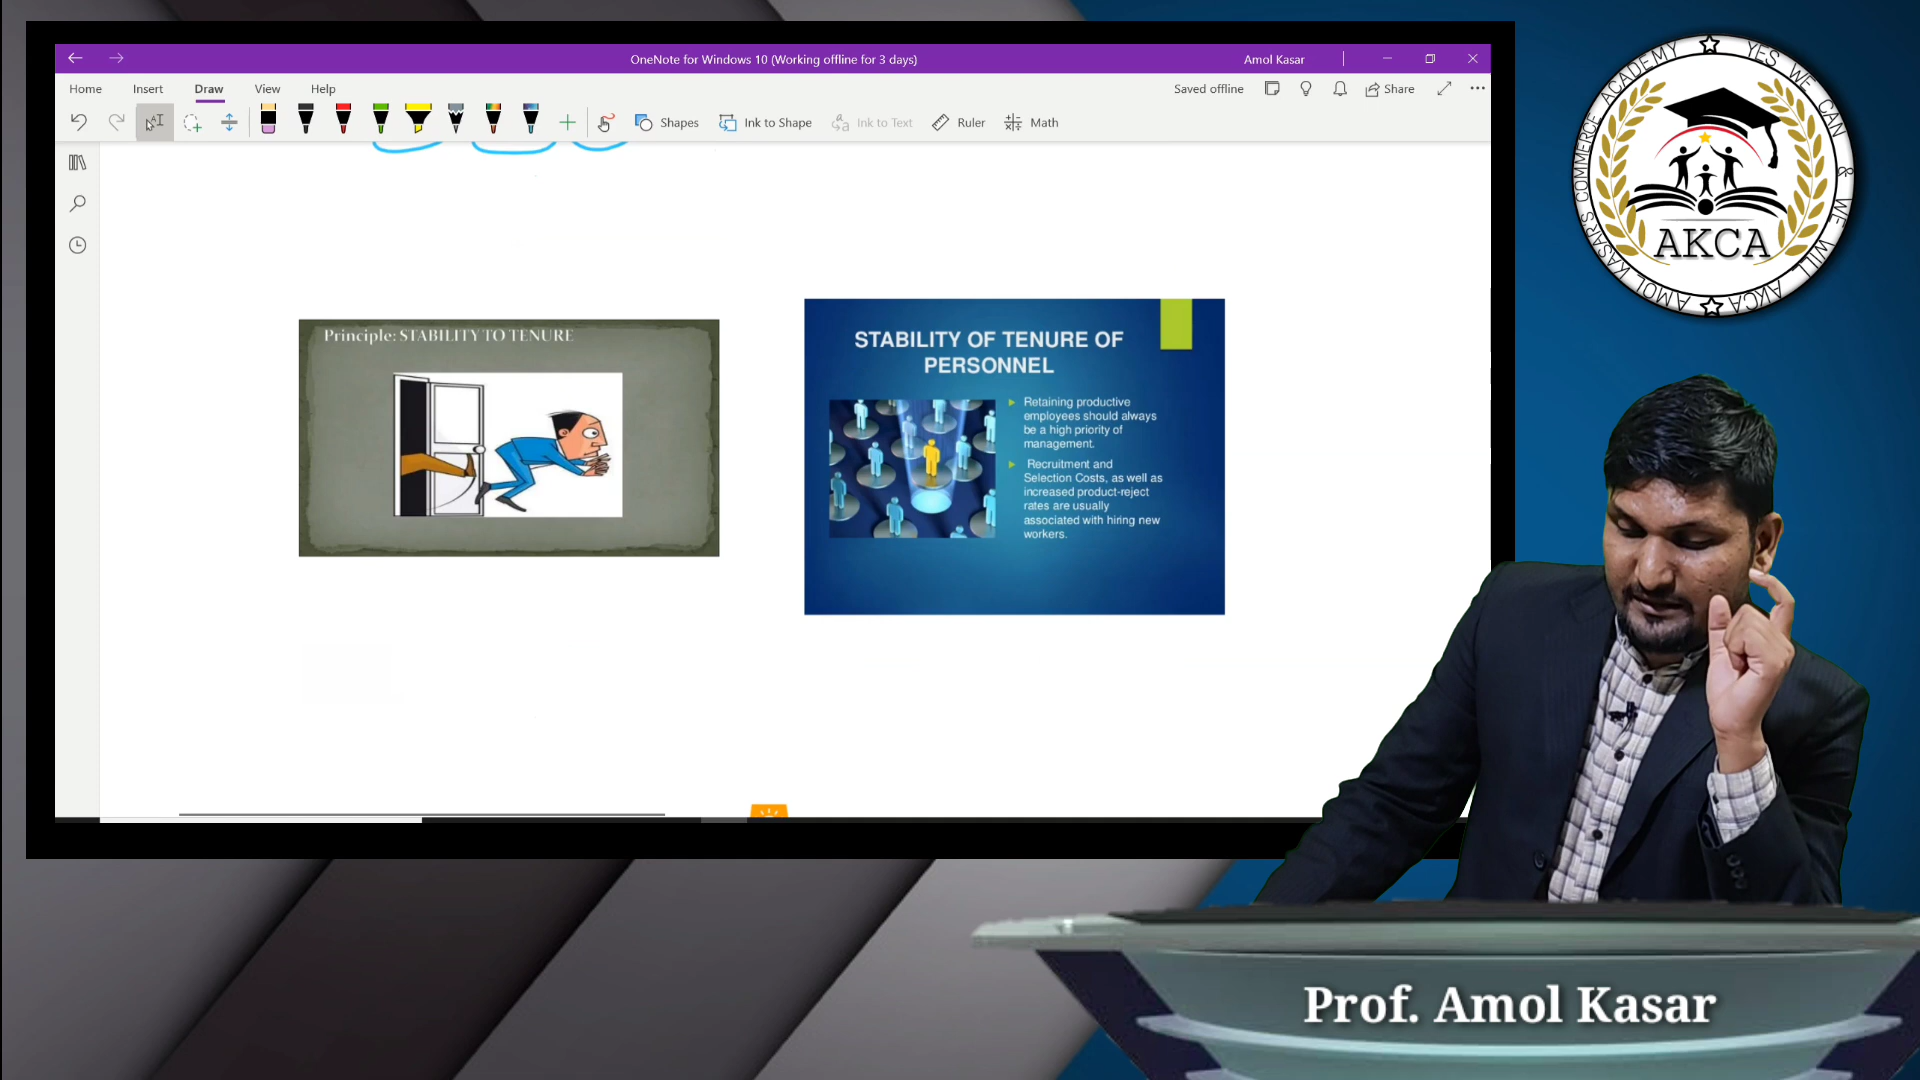 OneNote for Windows 10 (Working offline for 3 days)
Amol Kasar
Home Insert Draw View Help
Saved offline
Share
Shapes
Ink to Shape
Ink to Text
Ruler
Math
Principle: STABILITY TO TENURE
STABILITY OF TENURE OF
PERSONNEL
Retaining productive
employees should always
be a high priority of
management.
Recruitment and
Selection Costs, as well as
increased product-reject
rates are usually
associated with hiring new
workers.
AMOL KASAR'S COMMERCE ACADEMY
YES WE CAN & WE WILL
AKCA
AKCA
Prof. Amol Kasar